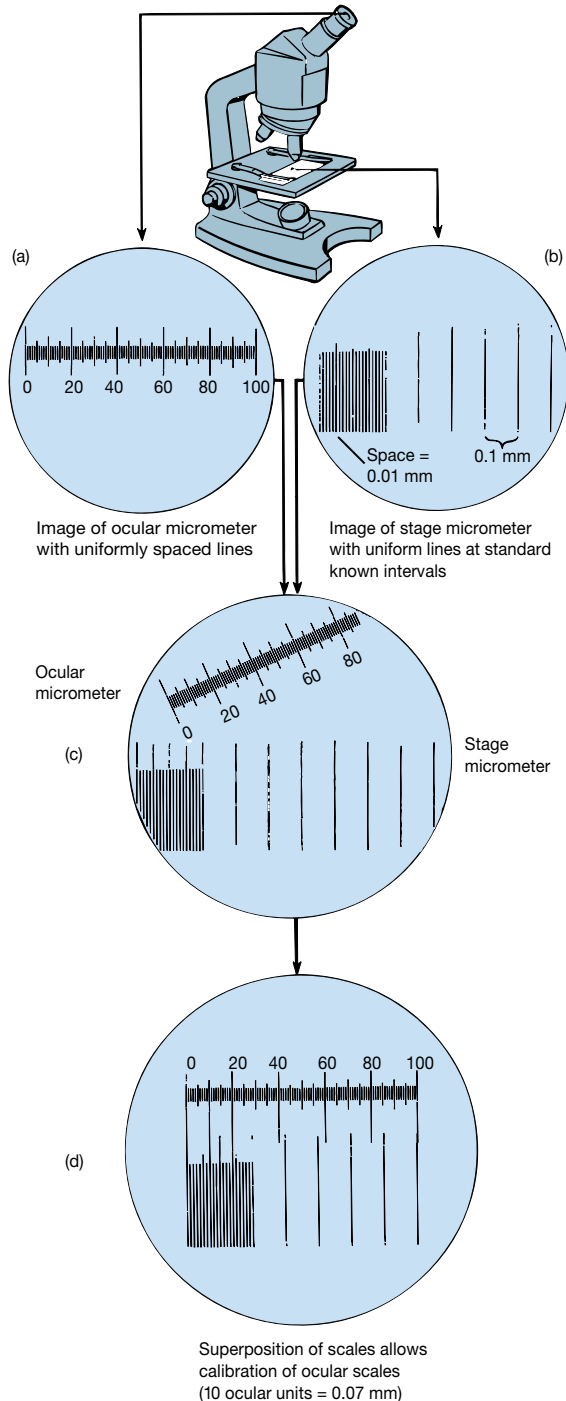 (a)
(b)
0 20 40 60 80 100
Space =
0.01 mm
0.1 mm
Image of ocular micrometer
with uniformly spaced lines
Image of stage micrometer
with uniform lines at standard
known intervals
Ocular
micrometer
0 20 40 60 80
(c)
Stage
micrometer
0 20 40 60 80 100
(d)
Superposition of scales allows
calibration of ocular scales
(10 ocular units = 0.07 mm)